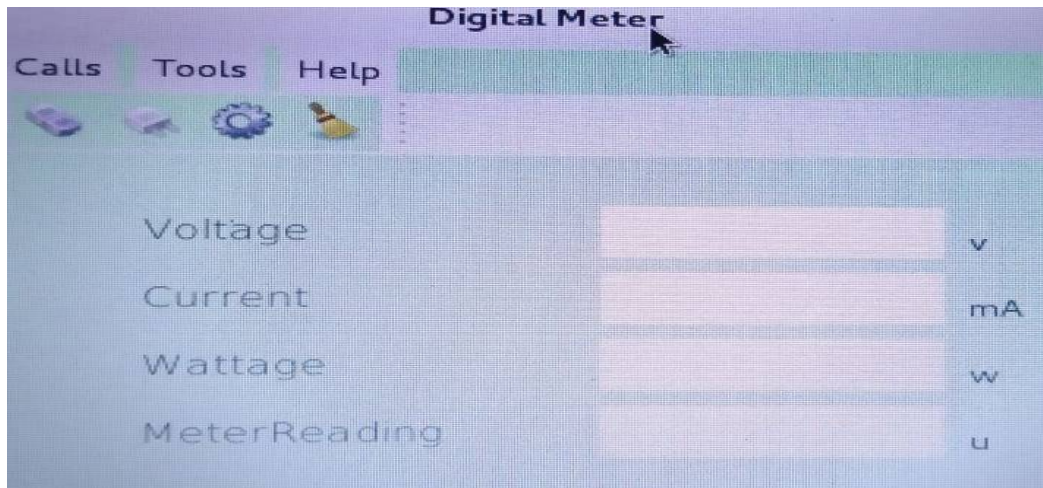 Digital Meter
Calls Tools Help
Voltage v
Current mA
Wattage w
MeterReading u